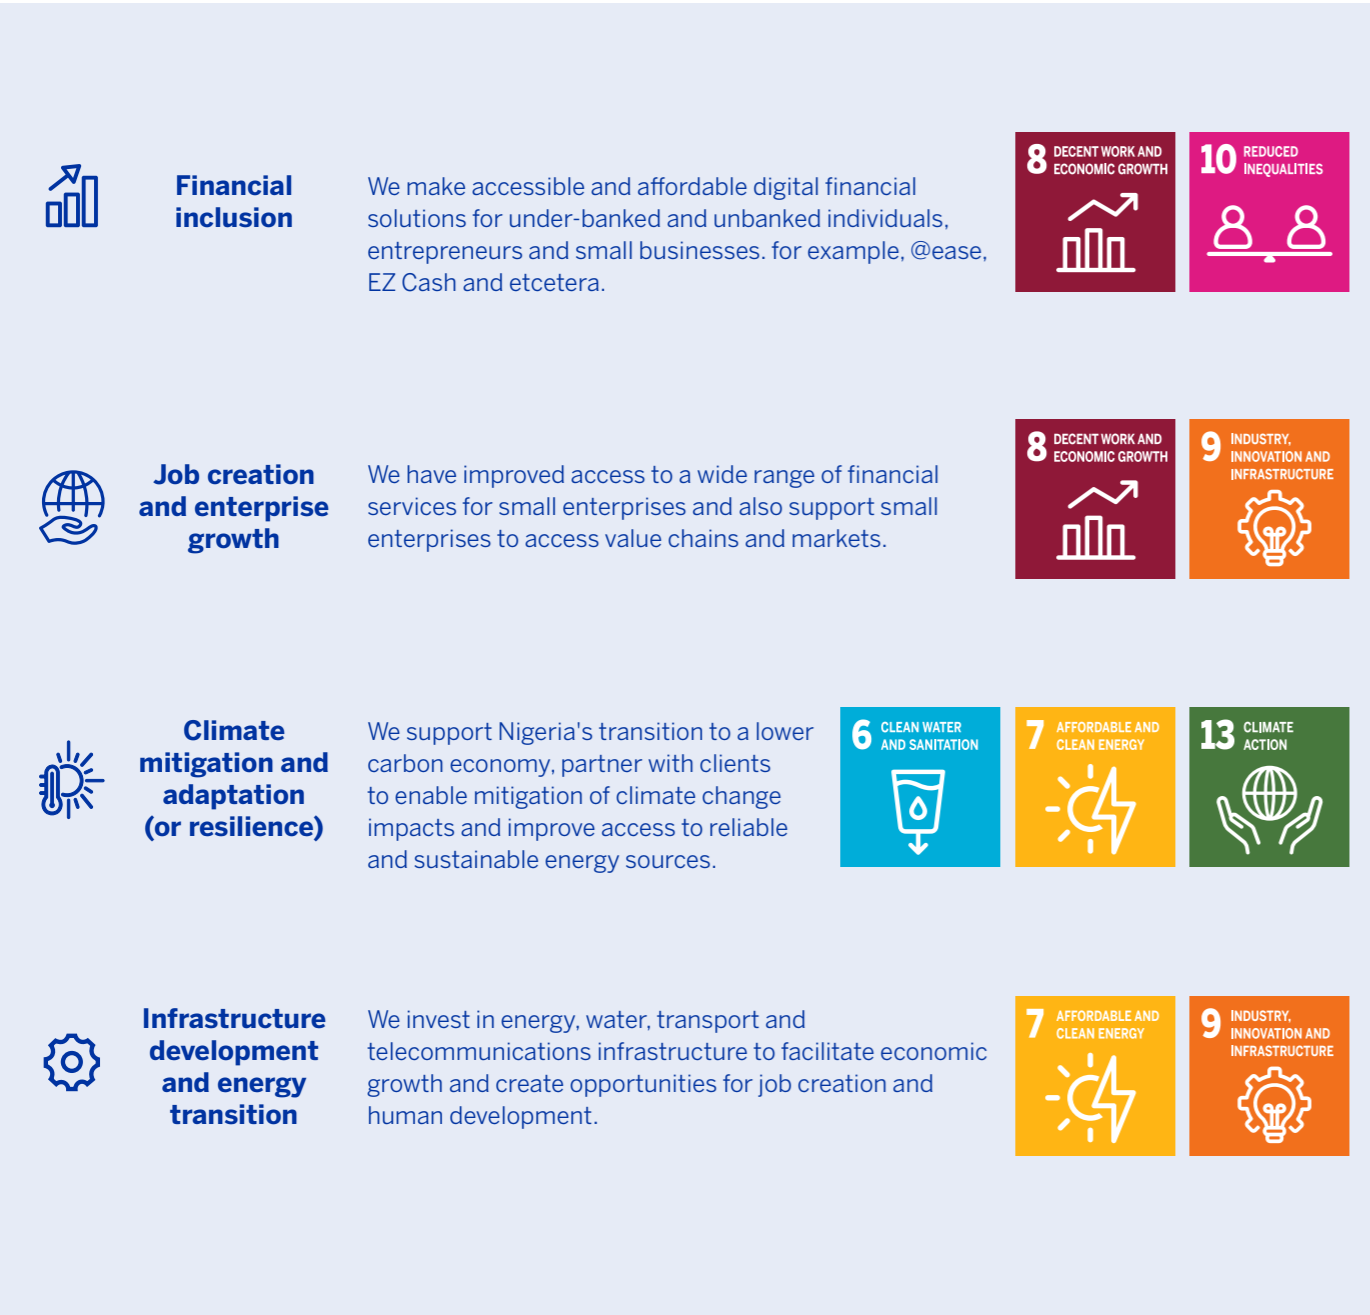 Financial
inclusion
We make accessible and affordable digital financial
solutions for under-banked and unbanked individuals,
entrepreneurs and small businesses. for example, @ease,
EZ Cash and etcetera.
8 DECENT WORK AND
ECONOMIC GROWTH
10 REDUCED
INEQUALITIES
Job creation
and enterprise
growth
We have improved access to a wide range of financial
services for small enterprises and also support small
enterprises to access value chains and markets.
8 DECENT WORK AND
ECONOMIC GROWTH
9 INDUSTRY,
INNOVATION AND
INFRASTRUCTURE
Climate
mitigation and
adaptation
(or resilience)
We support Nigeria's transition to a lower
carbon economy, partner with clients
to enable mitigation of climate change
impacts and improve access to reliable
and sustainable energy sources.
6 CLEAN WATER
AND SANITATION
7 AFFORDABLE AND
CLEAN ENERGY
13 CLIMATE
ACTION
Infrastructure
development
and energy
transition
We invest in energy, water, transport and
telecommunications infrastructure to facilitate economic
growth and create opportunities for job creation and
human development.
7 AFFORDABLE AND
CLEAN ENERGY
9 INDUSTRY,
INNOVATION AND
INFRASTRUCTURE